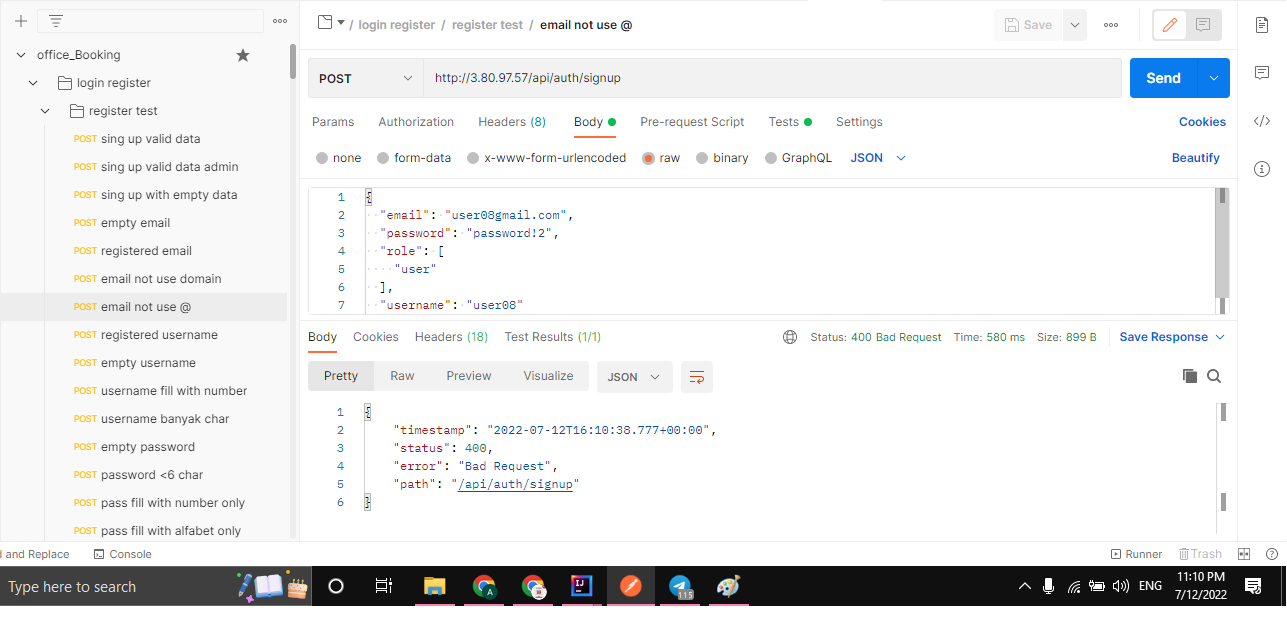 / login register / register test / email not use @
Save
office_Booking
login register
register test
POST sing up valid data
POST sing up valid data admin
POST sing up with empty data
POST empty email
POST registered email
POST email not use domain
POST email not use @
POST registered username
POST empty username
POST username fill with number
POST username banyak char
POST empty password
POST password <6 char
POST pass fill with number only
POST pass fill with alfabet only
POST
http://3.80.97.57/api/auth/signup
Send
Params Authorization Headers (8) Body Pre-request Script Tests Settings Cookies
none form-data x-www-form-urlencoded raw binary GraphQL JSON Beautify
1 {
2 "email": "user08gmail.com",
3 "password": "password!2",
4 "role": [
5 "user"
6 ],
7 "username": "user08"
Body Cookies Headers (18) Test Results (1/1) Status: 400 Bad Request Time: 580 ms Size: 899 B Save Response
Pretty Raw Preview Visualize JSON
1 {
2 "timestamp": "2022-07-12T16:10:38.777+00:00",
3 "status": 400,
4 "error": "Bad Request",
5 "path": "/api/auth/signup"
6 }
and Replace Console Runner Trash
Type here to search
A
IJ
115
ENG
11:10 PM
7/12/2022